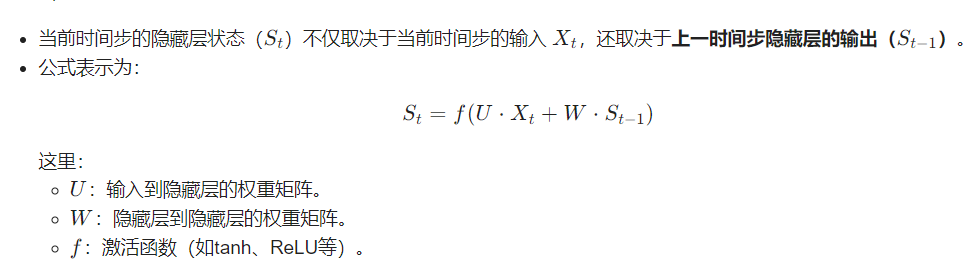 当前时间步的隐藏层状态（S_t）不仅取决于当前时间步的输入 X_t，还取决于上一时间步隐藏层的输出（S_{t−1}）。
公式表示为：
S_t = f(U · X_t + W · S_{t−1})
这里：
U：输入到隐藏层的权重矩阵。
W：隐藏层到隐藏层的权重矩阵。
f：激活函数（如tanh、ReLU等）。